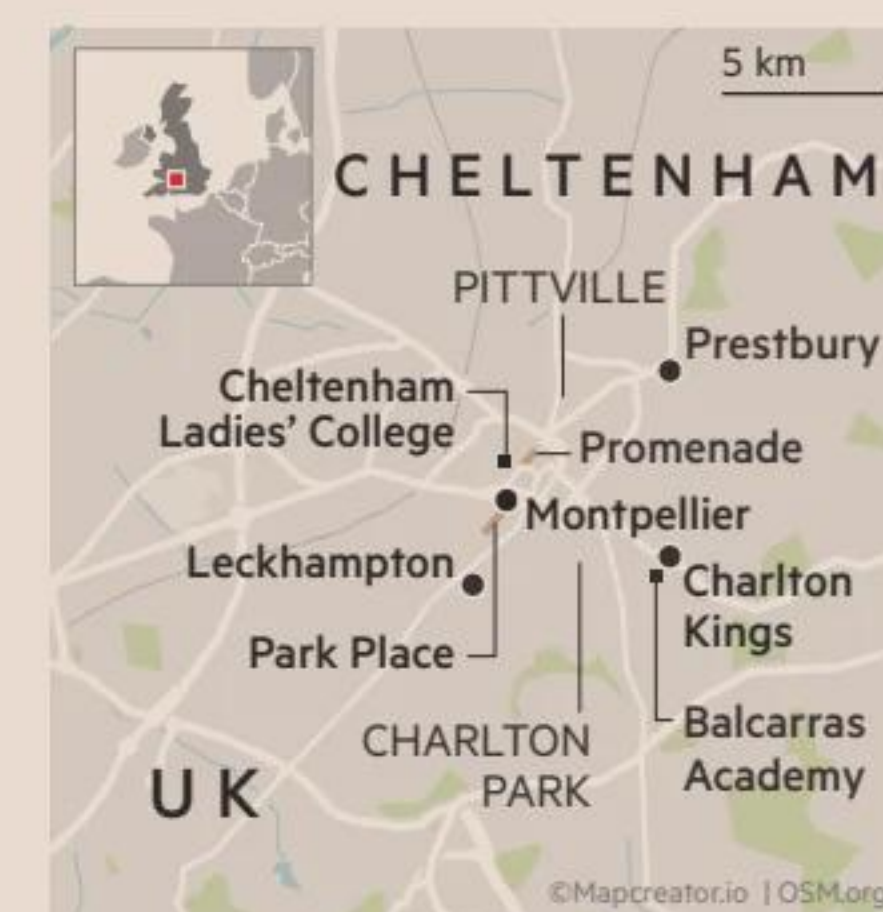 5 km
CHELTENHAM
PITTVILLE
Prestbury
Cheltenham
Ladies’ College
Promenade
Montpellier
Leckhampton
Charlton
Kings
Park Place
Balcarras
Academy
CHARLTON
PARK
UK
©Mapcreator.io | OSM.org